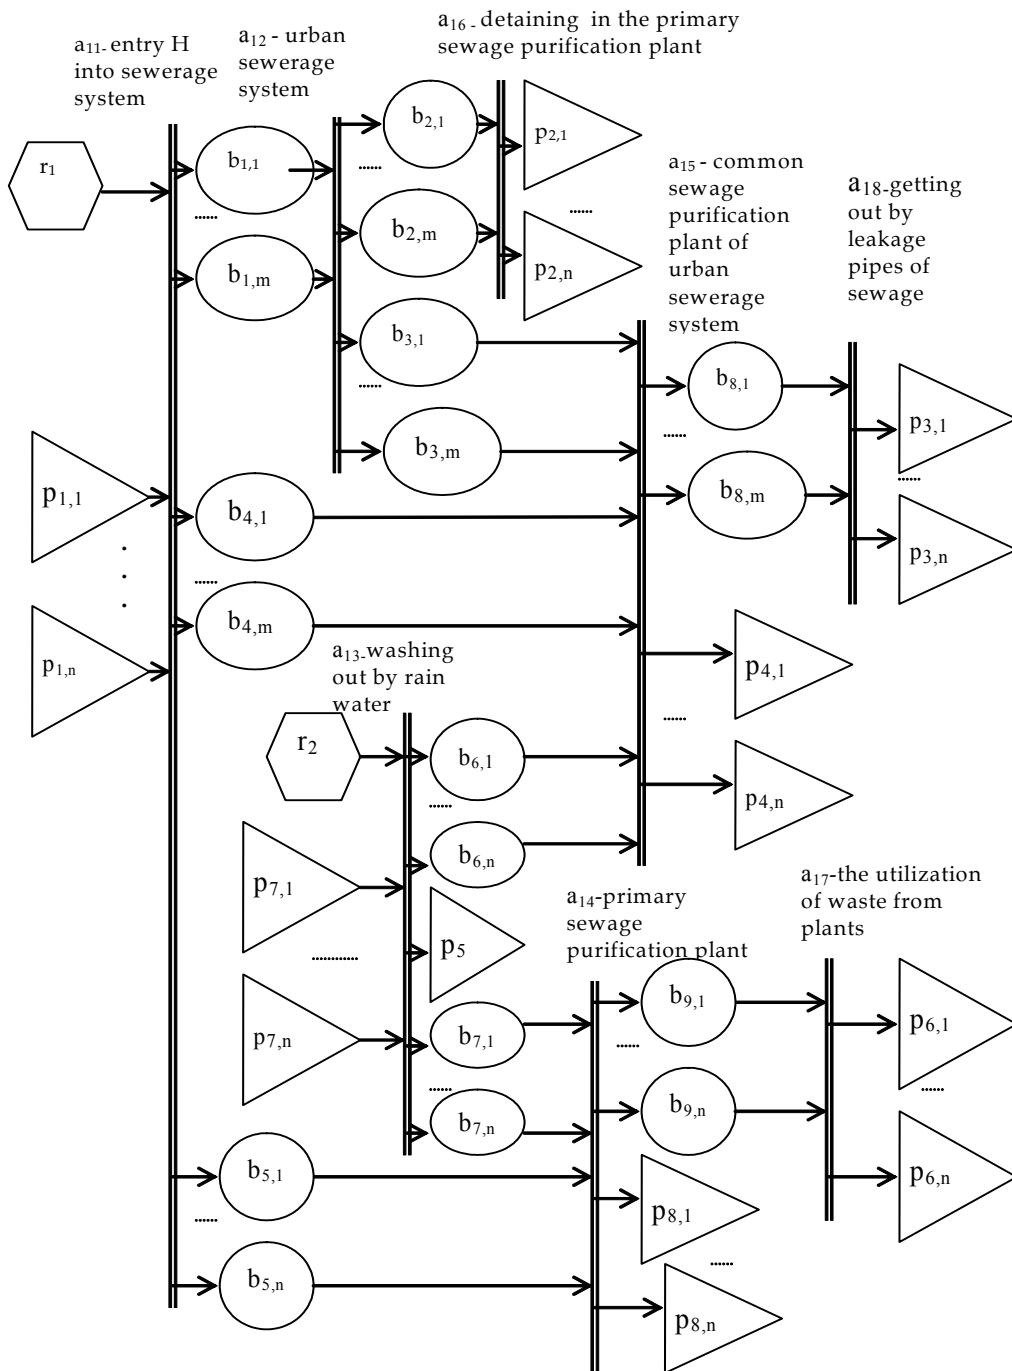 a11- entry H
into sewerage
system
a12 - urban
sewerage
system
a16 - detaining in the primary
sewage purification plant
r1
b1,1
......
b1,m
b2,1
......
b2,m
p2,1
......
p2,n
b3,1
......
b3,m
a15 - common
sewage
purification
plant of
urban
sewerage
system
a18-getting
out by
leakage
pipes of
sewage
b8,1
......
b8,m
p3,1
......
p3,n
p1,1
. . .
p1,n
b4,1
......
b4,m
p4,1
......
p4,n
a13-washing
out by rain
water
r2
b6,1
......
b6,n
p7,1
............
p7,n
p5
b7,1
......
b7,n
a14-primary
sewage
purification plant
a17-the utilization
of waste from
plants
b9,1
......
b9,n
p6,1
......
p6,n
b5,1
......
b5,n
p8,1
......
p8,n